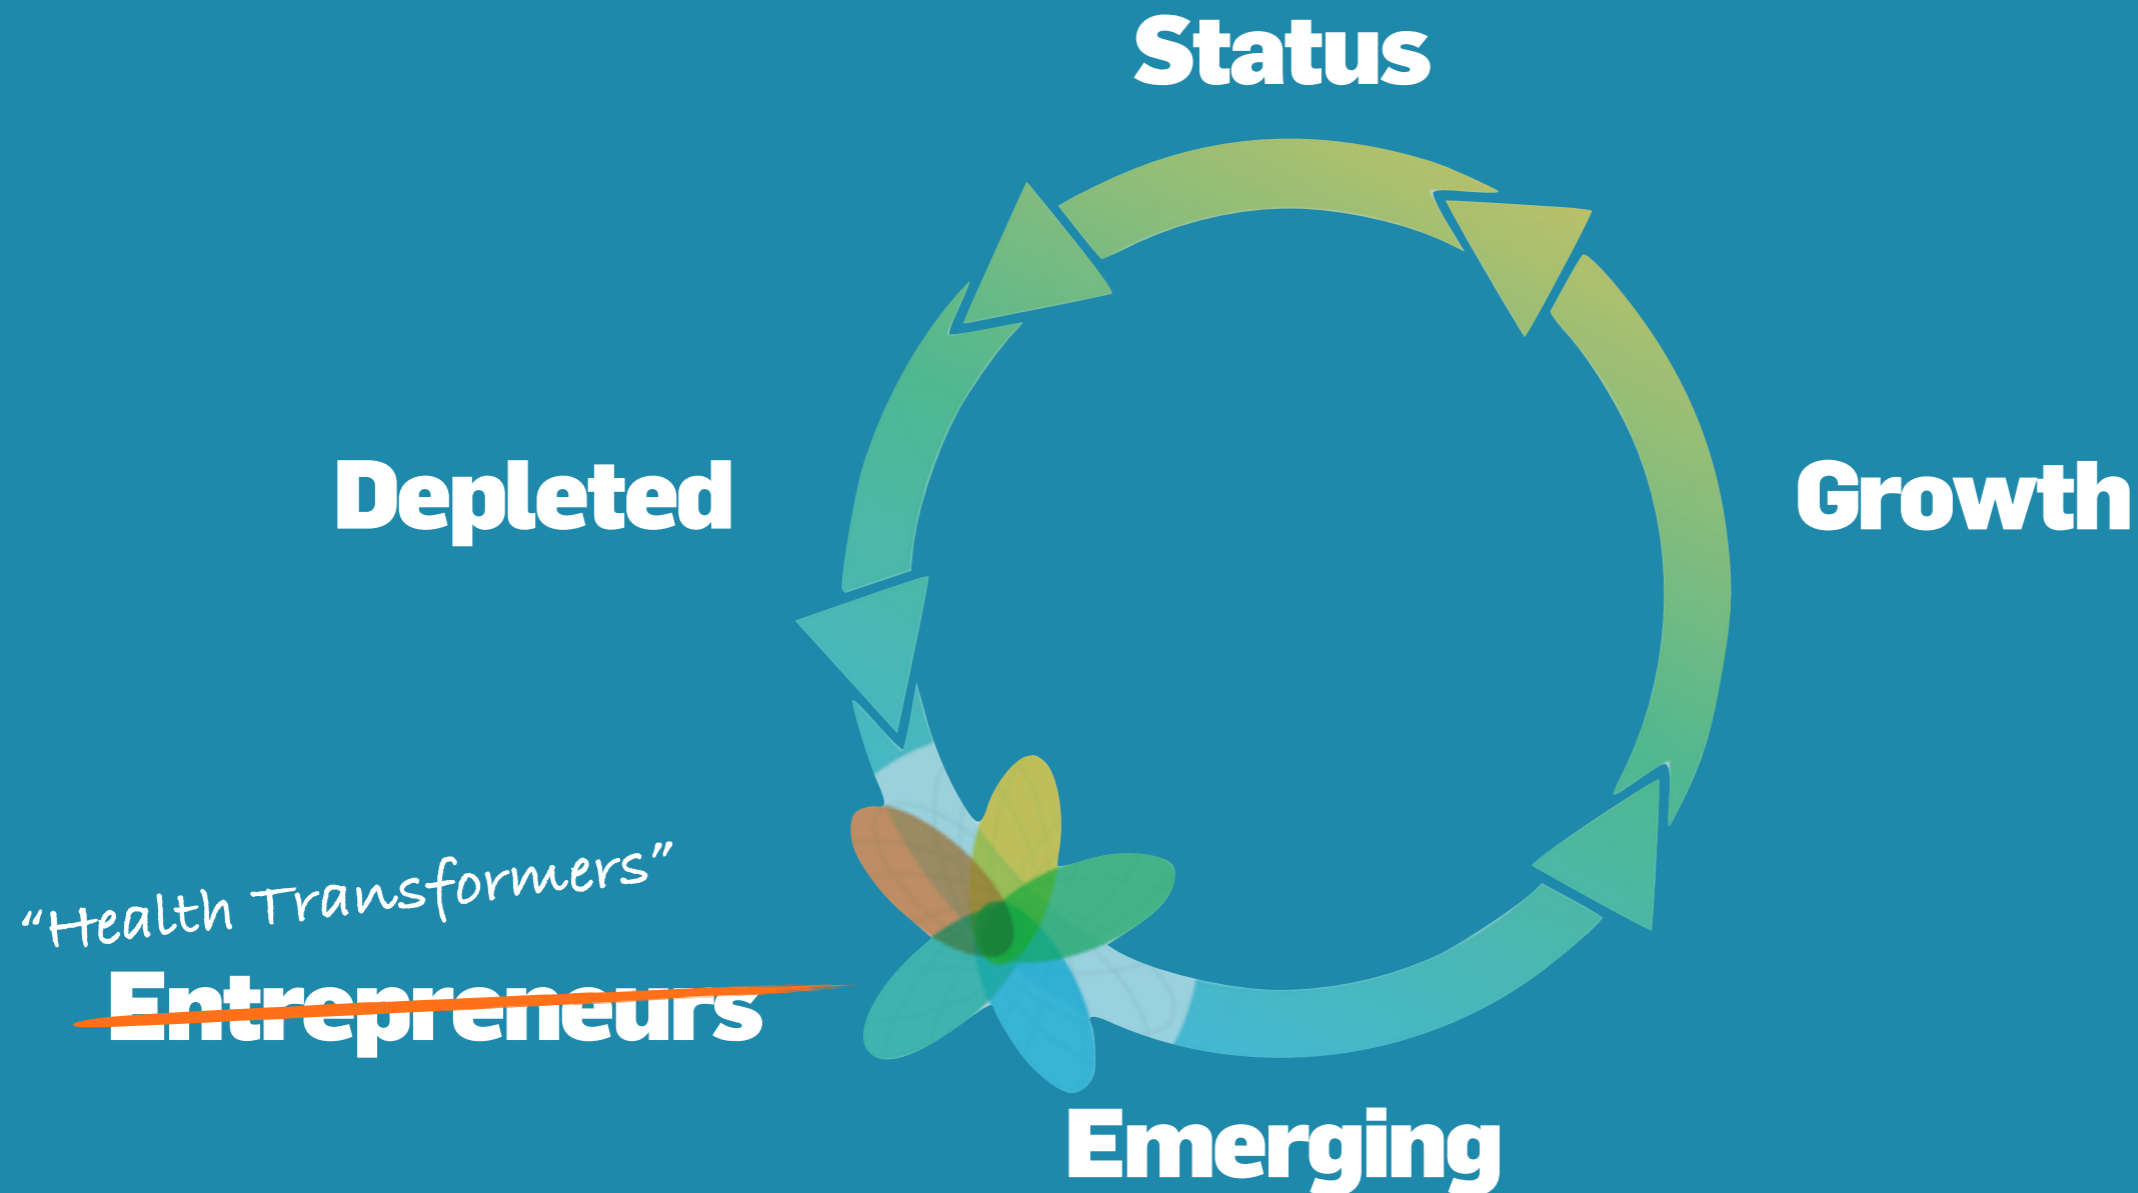 Status
Depleted
Growth
“Health Transformers”
Entrepreneurs
Emerging